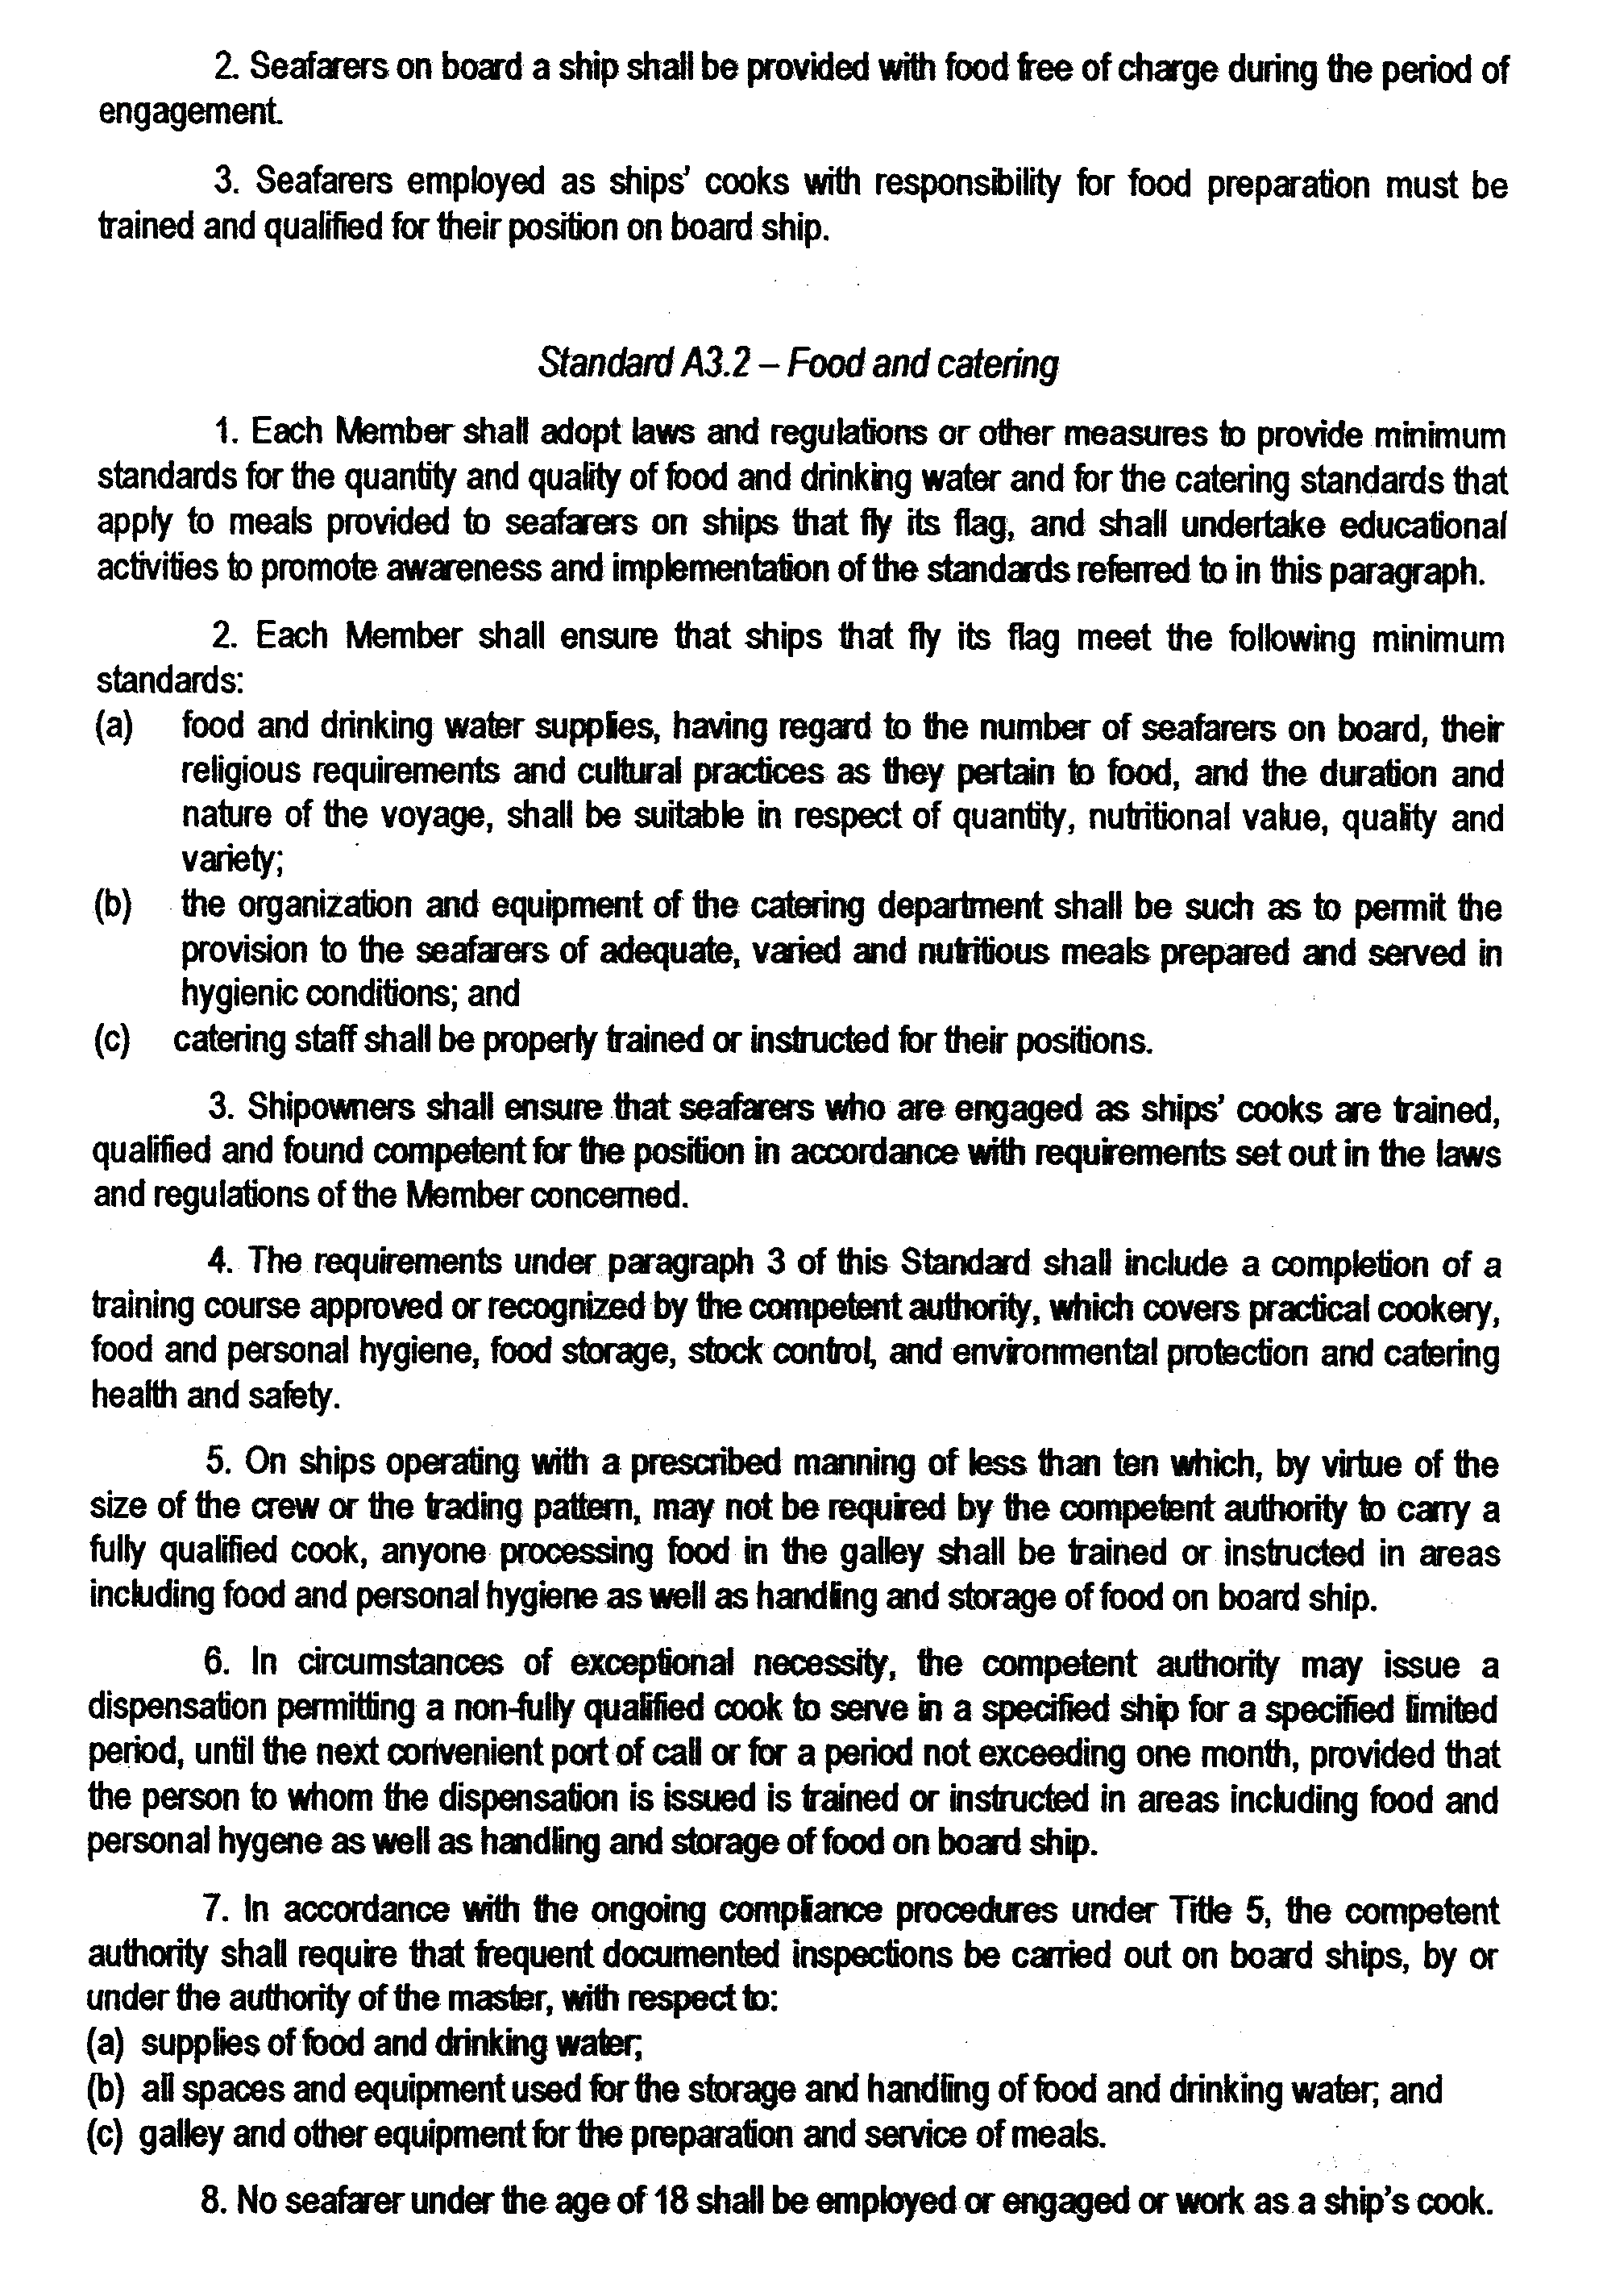 2. Seafarers on board a ship shall be provided with food free of charge during the period of
engagement.
3. Seafarers employed as ships' cooks with responsibility for food preparation must be
trained and qualified for their position on board ship.
Standard A3.2 – Food and catering
1. Each Member shall adopt laws and regulations or other measures to provide minimum
standards for the quantity and quality of food and drinking water and for the catering standards that
apply to meals provided to seafarers on ships that fly its flag, and shall undertake educational
activities to promote awareness and implementation of the standards referred to in this paragraph.
2. Each Member shall ensure that ships that fly its flag meet the following minimum
standards:
(a) food and drinking water supplies, having regard to the number of seafarers on board, their
religious requirements and cultural practices as they pertain to food, and the duration and
nature of the voyage, shall be suitable in respect of quantity, nutritional value, quality and
variety;
(b) the organization and equipment of the catering department shall be such as to permit the
provision to the seafarers of adequate, varied and nutritious meals prepared and served in
hygienic conditions; and
(c) catering staff shall be properly trained or instructed for their positions.
3. Shipowners shall ensure that seafarers who are engaged as ships' cooks are trained,
qualified and found competent for the position in accordance with requirements set out in the laws
and regulations of the Member concerned.
4. The requirements under paragraph 3 of this Standard shall include a completion of a
training course approved or recognized by the competent authority, which covers practical cookery,
food and personal hygiene, food storage, stock control, and environmental protection and catering
health and safety.
5. On ships operating with a prescribed manning of less than ten which, by virtue of the
size of the crew or the trading pattern, may not be required by the competent authority to carry a
fully qualified cook, anyone processing food in the galley shall be trained or instructed in areas
including food and personal hygiene as well as handling and storage of food on board ship.
6. In circumstances of exceptional necessity, the competent authority may issue a
dispensation permitting a non-fully qualified cook to serve in a specified ship for a specified limited
period, until the next convenient port of call or for a period not exceeding one month, provided that
the person to whom the dispensation is issued is trained or instructed in areas including food and
personal hygene as well as handling and storage of food on board ship.
7. In accordance with the ongoing compliance procedures under Title 5, the competent
authority shall require that frequent documented inspections be carried out on board ships, by or
under the authority of the master, with respect to:
(a) supplies of food and drinking water;
(b) all spaces and equipment used for the storage and handling of food and drinking water; and
(c) galley and other equipment for the preparation and service of meals.
8. No seafarer under the age of 18 shall be employed or engaged or work as a ship's cook.